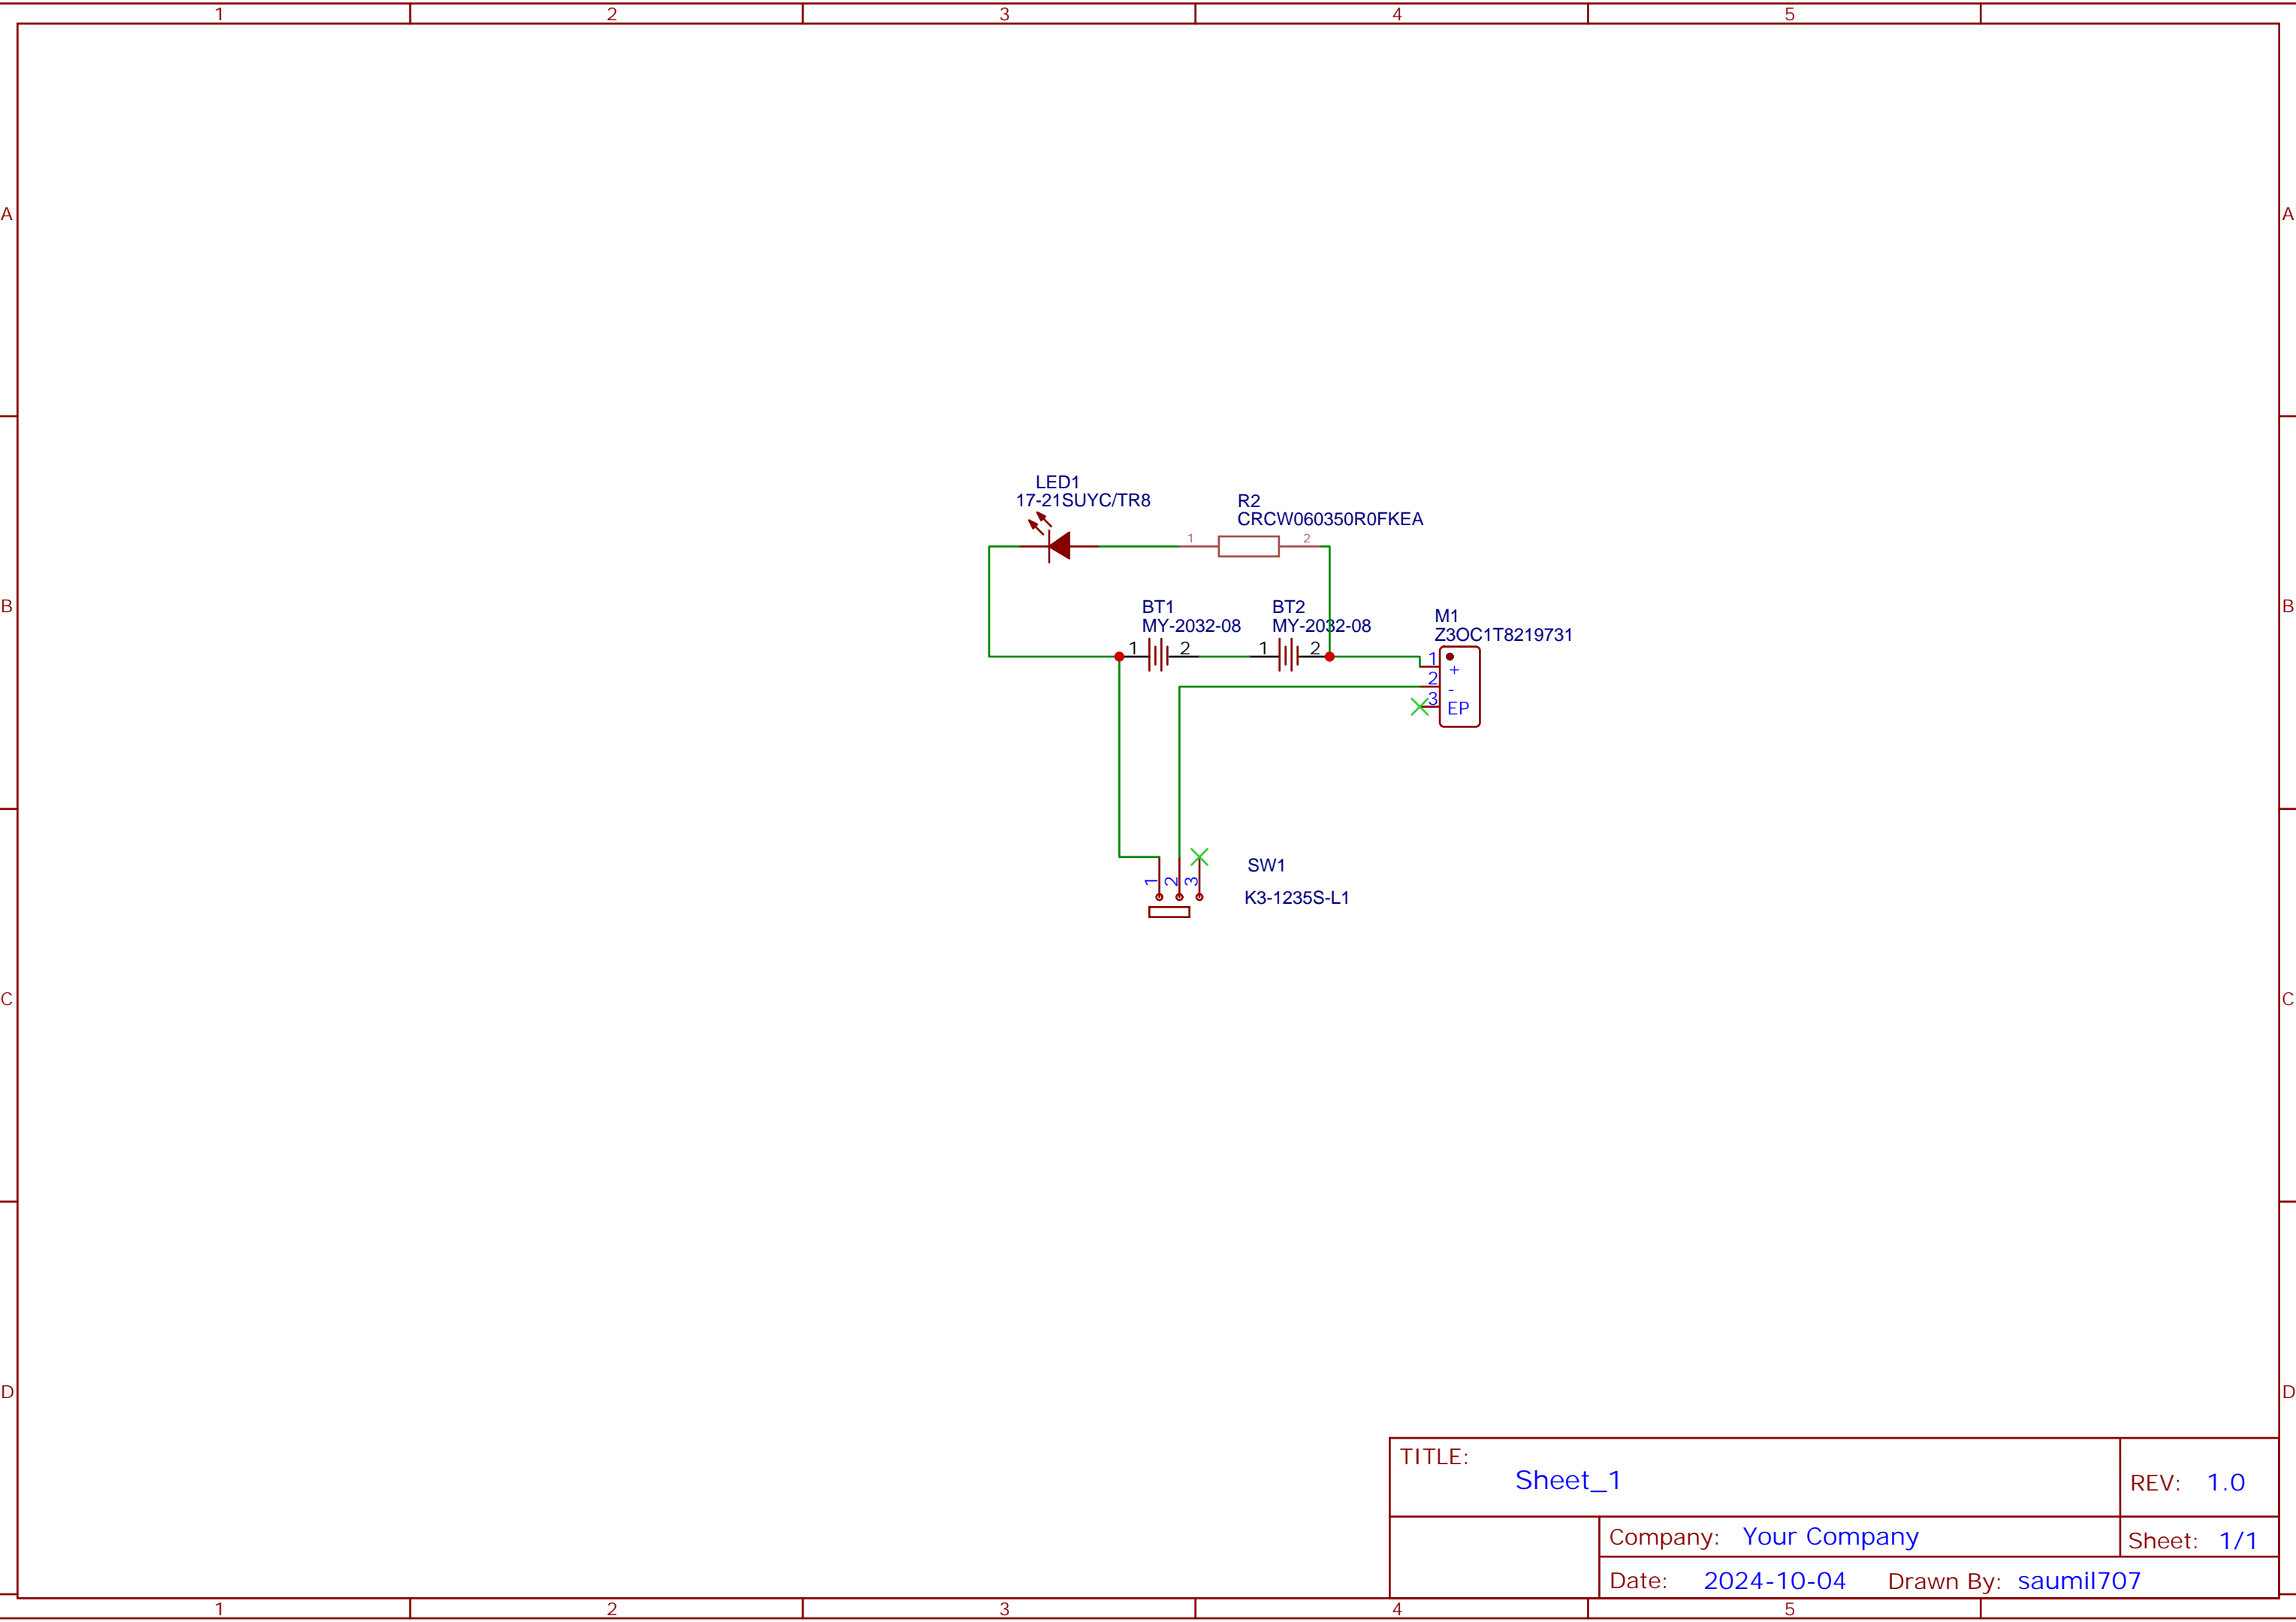 1 2 3 4 5
A A
LED1
17-21SUYC/TR8
R2
CRCW060350R0FKEA
1 2
B B
BT1 BT2
MY-2032-08 MY-2032-08
M1
Z3OC1T8219731
1 2 1 2
1
+
2
-
3
EP
SW1
1 2 3
K3-1235S-L1
C C
D D
TITLE:
Sheet_1
REV: 1.0
Company: Your Company
Sheet: 1/1
Date: 2024-10-04 Drawn By: saumil707
1 2 3 4 5